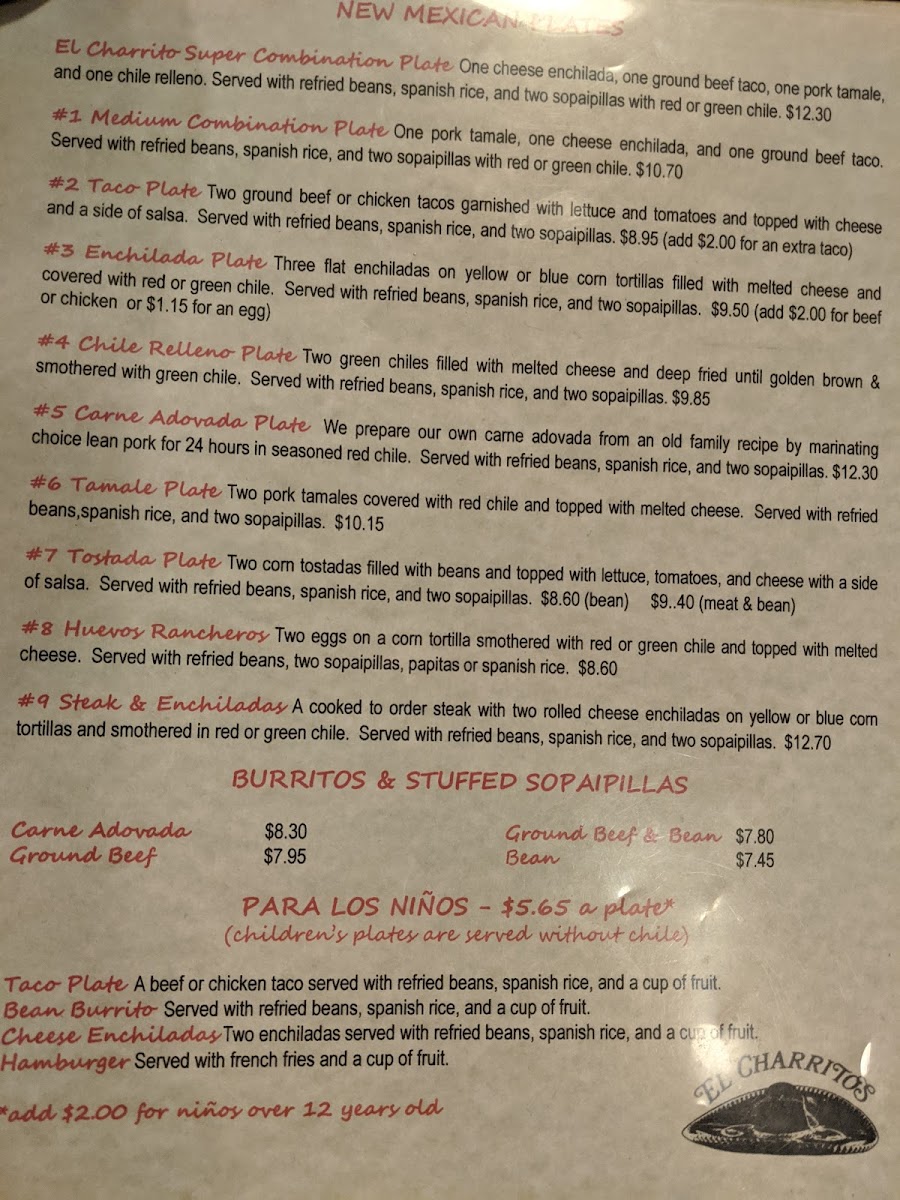 NEW MEXICAN PLATES
El Charrito Super Combination Plate One cheese enchilada, one ground beef taco, one pork tamale,
and one chile relleno. Served with refried beans, spanish rice, and two sopaipillas with red or green chile. $12.30
#1 Medium Combination Plate One pork tamale, one cheese enchilada, and one ground beef taco.
Served with refried beans, spanish rice, and two sopaipillas with red or green chile. $10.70
#2 Taco Plate Two ground beef or chicken tacos garnished with lettuce and tomatoes and topped with cheese
and a side of salsa. Served with refried beans, spanish rice, and two sopaipillas. $8.95 (add $2.00 for an extra taco)
#3 Enchilada Plate Three flat enchiladas on yellow or blue corn tortillas filled with melted cheese and
covered with red or green chile. Served with refried beans, spanish rice, and two sopaipillas. $9.50 (add $2.00 for beef
or chicken or $1.15 for an egg)
#4 Chile Relleno Plate Two green chiles filled with melted cheese and deep fried until golden brown &
smothered with green chile. Served with refried beans, spanish rice, and two sopaipillas. $9.85
#5 Carne Adovada Plate We prepare our own carne adovada from an old family recipe by marinating
choice lean pork for 24 hours in seasoned red chile. Served with refried beans, spanish rice, and two sopaipillas. $12.30
#6 Tamale Plate Two pork tamales covered with red chile and topped with melted cheese. Served with refried
beans,spanish rice, and two sopaipillas. $10.15
#7 Tostada Plate Two corn tostadas filled with beans and topped with lettuce, tomatoes, and cheese with a side
of salsa. Served with refried beans, spanish rice, and two sopaipillas. $8.60 (bean) $9..40 (meat & bean)
#8 Huevos Rancheros Two eggs on a corn tortilla smothered with red or green chile and topped with melted
cheese. Served with refried beans, two sopaipillas, papitas or spanish rice. $8.60
#9 Steak & Enchiladas A cooked to order steak with two rolled cheese enchiladas on yellow or blue corn
tortillas and smothered in red or green chile. Served with refried beans, spanish rice, and two sopaipillas. $12.70
BURRITOS & STUFFED SOPAIPILLAS
Carne Adovada $8.30 Ground Beef & Bean $7.80
Ground Beef $7.95 Bean $7.45
PARA LOS NIÑOS - $5.65 a plate*
(children's plates are served without chile)
Taco Plate A beef or chicken taco served with refried beans, spanish rice, and a cup of fruit.
Bean Burrito Served with refried beans, spanish rice, and a cup of fruit.
Cheese Enchiladas Two enchiladas served with refried beans, spanish rice, and a cup of fruit.
Hamburger Served with french fries and a cup of fruit.
EL CHARRITOS
*add $2.00 for niños over 12 years old